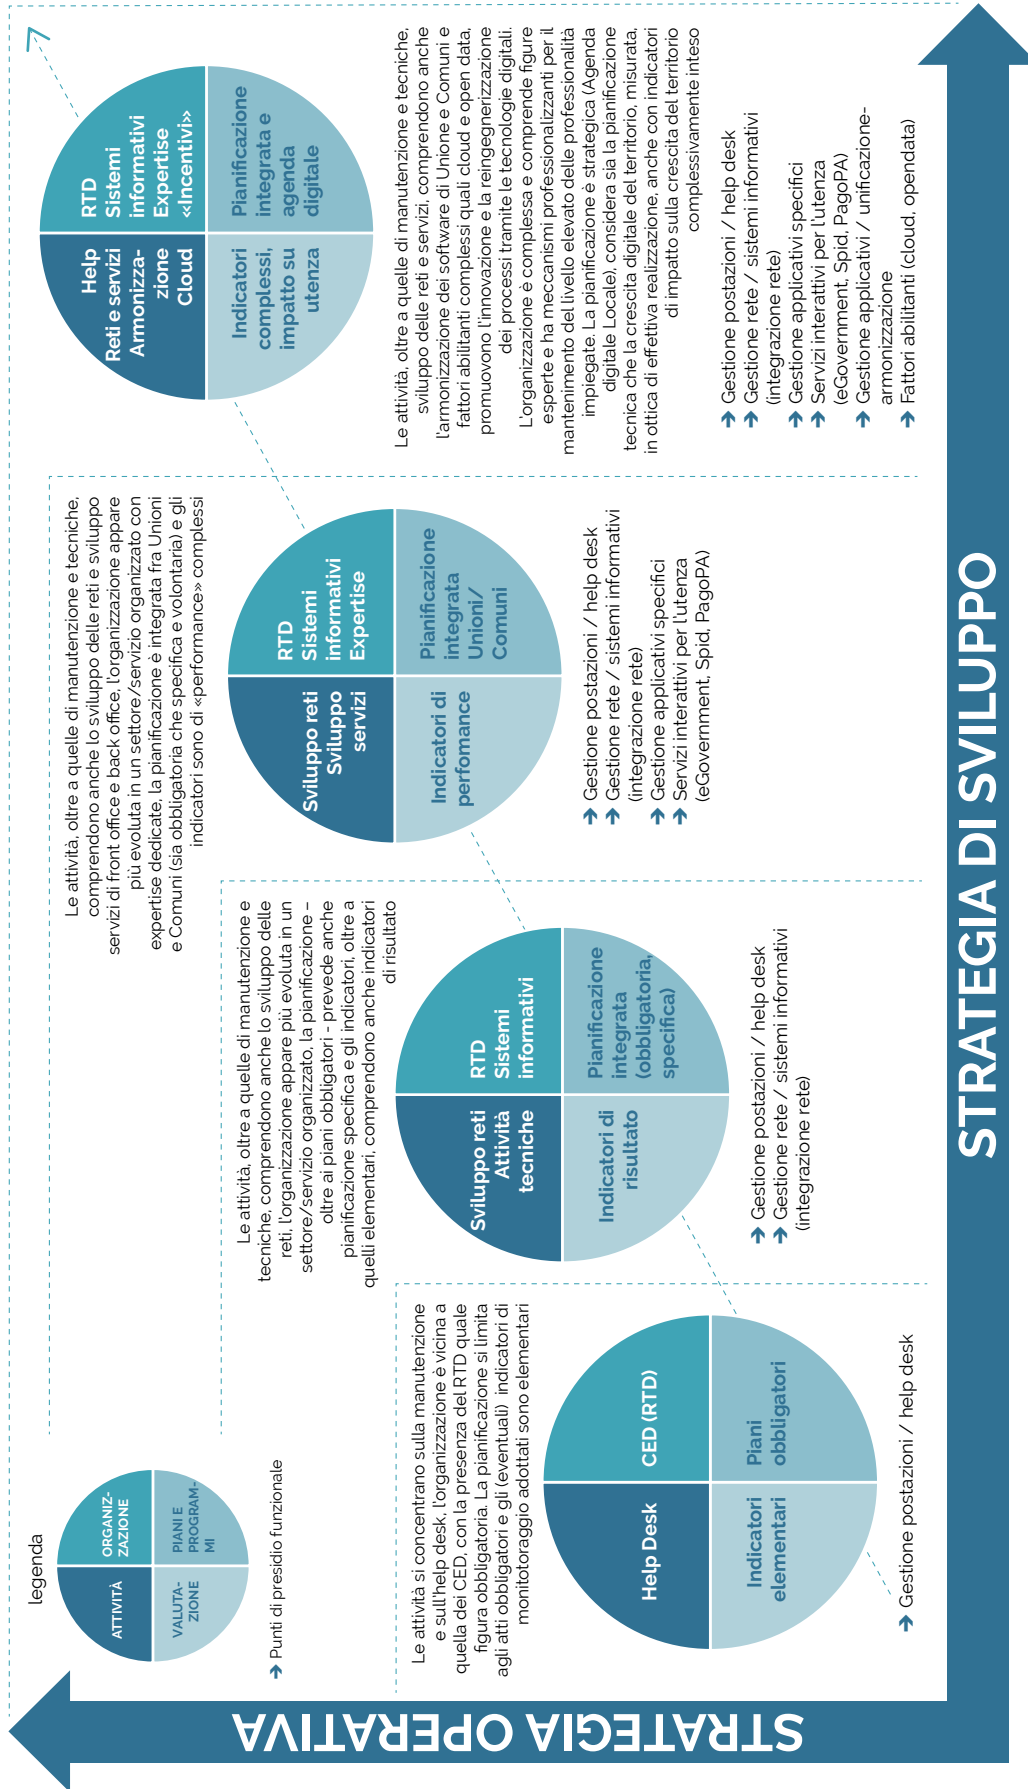 legenda
ATTIVITÀ
ORGANIZ-
ZAZIONE
VALUTA-
ZIONE
PIANI E
PROGRAM-
MI
➔ Punti di presidio funzionale
STRATEGIA OPERATIVA
STRATEGIA DI SVILUPPO
Le attività si concentrano sulla manutenzione
e sull'help desk, l'organizzazione è vicina a
quella dei CED, con la presenza del RTD quale
figura obbligatoria. La pianificazione si limita
agli atti obbligatori e gli (eventuali) indicatori di
monitotoraggio adottati sono elementari
Help Desk
CED (RTD)
Indicatori
elementari
Piani
obbligatori
➔ Gestione postazioni / help desk
Le attività, oltre a quelle di manutenzione e
tecniche, comprendono anche lo sviluppo delle
reti, l'organizzazione appare più evoluta in un
settore/servizio organizzato, la pianificazione –
oltre ai piani obbligatori - prevede anche
pianificazione specifica e gli indicatori, oltre a
quelli elementari, comprendono anche indicatori
di risultato
Sviluppo reti
Attività
tecniche
RTD
Sistemi
informativi
Indicatori di
risultato
Pianificazione
integrata
(obbligatoria,
specifica)
➔ Gestione postazioni / help desk
➔ Gestione rete / sistemi informativi
(integrazione rete)
Le attività, oltre a quelle di manutenzione e tecniche,
comprendono anche lo sviluppo delle reti e sviluppo
servizi di front office e back office, l'organizzazione appare
più evoluta in un settore/servizio organizzato con
expertise dedicate, la pianificazione è integrata fra Unioni
e Comuni (sia obbligatoria che specifica e volontaria) e gli
indicatori sono di «performance» complessi
Sviluppo reti
Sviluppo
servizi
RTD
Sistemi
informativi
Expertise
Indicatori di
perfomance
Pianificazione
integrata
Unioni/
Comuni
➔ Gestione postazioni / help desk
➔ Gestione rete / sistemi informativi
(integrazione rete)
➔ Gestione applicativi specifici
➔ Servizi interattivi per l'utenza
(eGovernment, Spid, PagoPA)
Help
Reti e servizi
Armonizza-
zione
Cloud
RTD
Sistemi
informativi
Expertise
«Incentivi»
Indicatori
complessi,
impatto su
utenza
Pianificazione
integrata e
agenda
digitale
Le attività, oltre a quelle di manutenzione e tecniche,
sviluppo delle reti e servizi, comprendono anche
l'armonizzazione dei software di Unione e Comuni e
fattori abilitanti complessi quali cloud e open data,
promuovono l'innovazione e la reingegnerizzazione
dei processi tramite le tecnologie digitali.
L'organizzazione è complessa e comprende figure
esperte e ha meccanismi professionalizzanti per il
mantenimento del livello elevato delle professionalità
impiegate. La pianificazione è strategica (Agenda
digitale Locale), considera sia la pianificazione
tecnica che la crescita digitale del territorio, misurata,
in ottica di effettiva realizzazione, anche con indicatori
di impatto sulla crescita del territorio
complessivamente inteso
➔ Gestione postazioni / help desk
➔ Gestione rete / sistemi informativi
(integrazione rete)
➔ Gestione applicativi specifici
➔ Servizi interattivi per l'utenza
(eGovernment, Spid, PagoPA)
➔ Gestione applicativi / unificazione-
armonizzazione
➔ Fattori abilitanti (cloud, opendata)